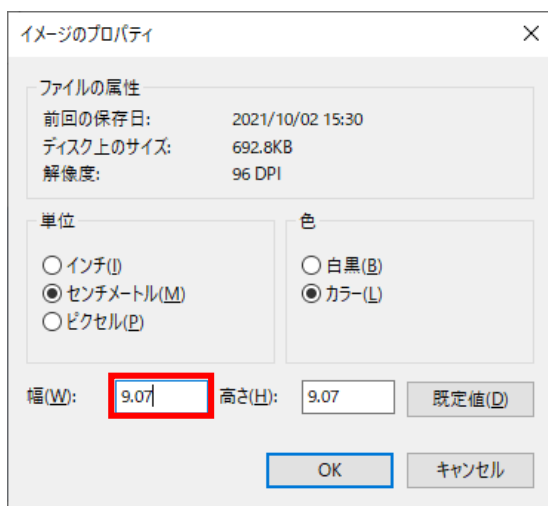 イメージのプロパティ
ファイルの属性
前回の保存日: 2021/10/02 15:30
ディスク上のサイズ: 692.8KB
解像度: 96 DPI
単位
インチ(I)
センチメートル(M)
ピクセル(P)
色
白黒(B)
カラー(L)
幅(W): 9.07 高さ(H): 9.07 既定値(D)
OK キャンセル